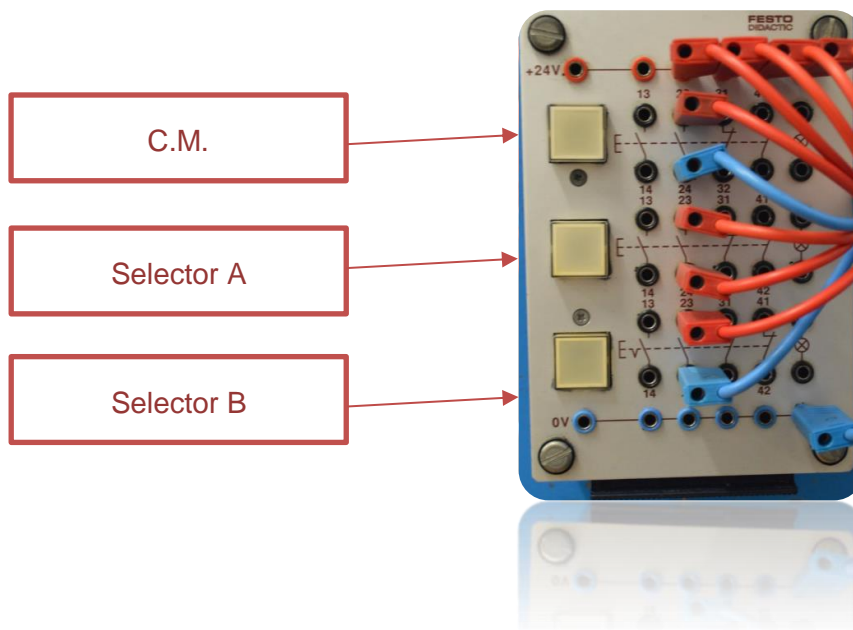 FESTO
DIDACTIC
+24V
13 31
C.M.
14 24 32
13 23 31 41
Selector A
14 42
13 23 31 41
Selector B
14 42
0V